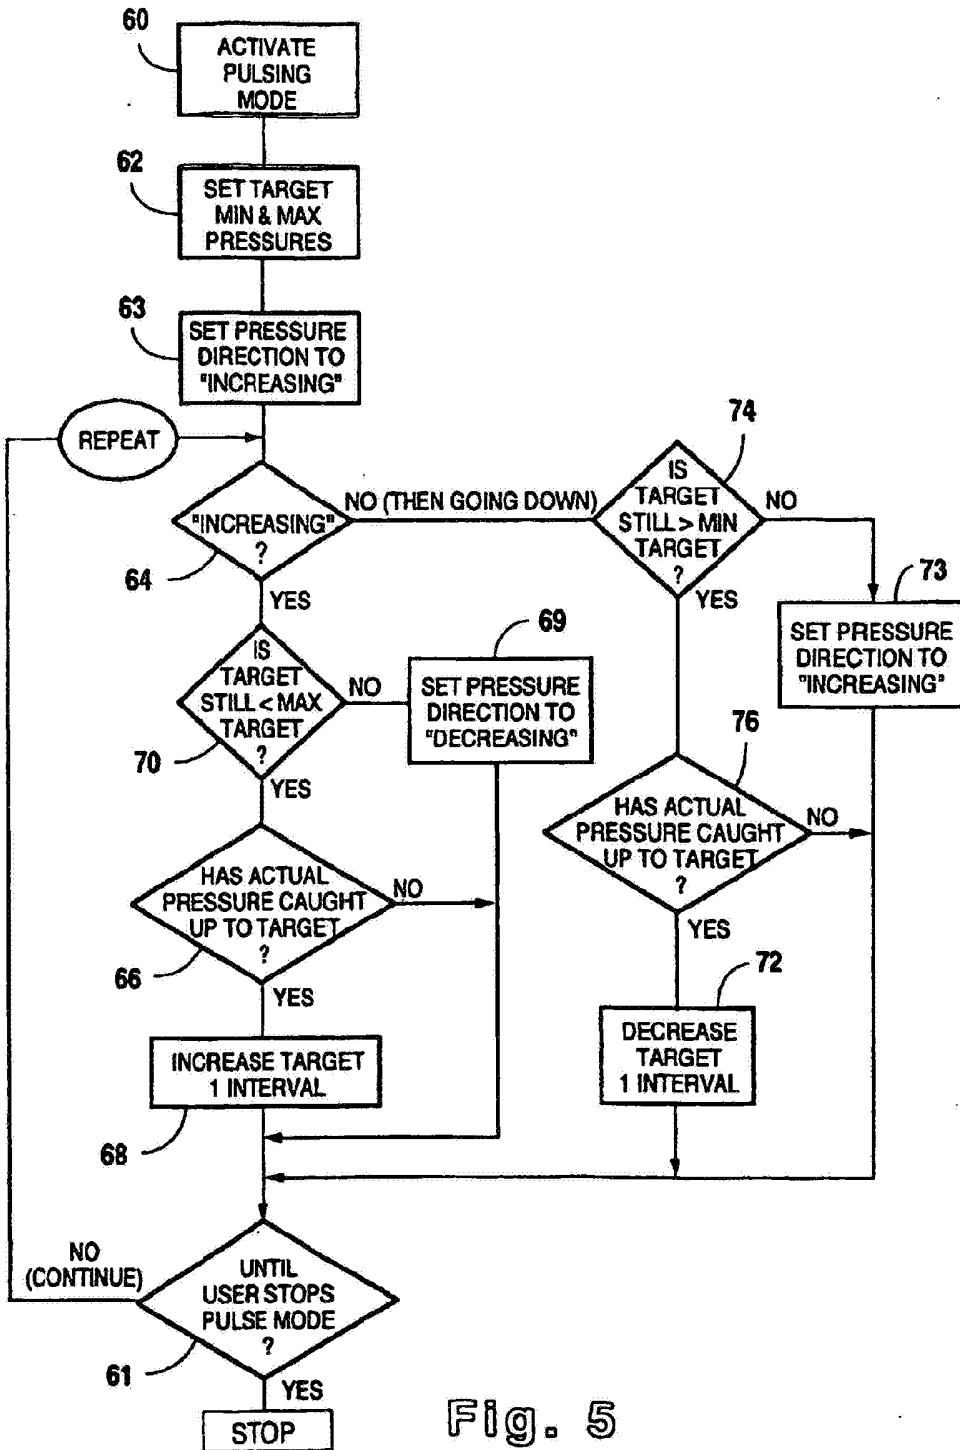 60
ACTIVATE
PULSING
MODE
62
SET TARGET
MIN & MAX
PRESSURES
63
SET PRESSURE
DIRECTION TO
"INCREASING"
REPEAT
"INCREASING"
?
64
NO (THEN GOING DOWN)
YES
74
IS
TARGET
STILL > MIN
TARGET
?
NO
YES
73
SET PRESSURE
DIRECTION TO
"INCREASING"
IS
TARGET
STILL < MAX
TARGET
?
70
NO
YES
69
SET PRESSURE
DIRECTION TO
"DECREASING"
76
HAS ACTUAL
PRESSURE CAUGHT
UP TO TARGET
?
NO
YES
HAS ACTUAL
PRESSURE CAUGHT
UP TO TARGET
?
66
NO
YES
72
DECREASE
TARGET
1 INTERVAL
INCREASE TARGET
1 INTERVAL
68
NO
(CONTINUE)
UNTIL
USER STOPS
PULSE MODE
?
61
YES
STOP
Fig. 5